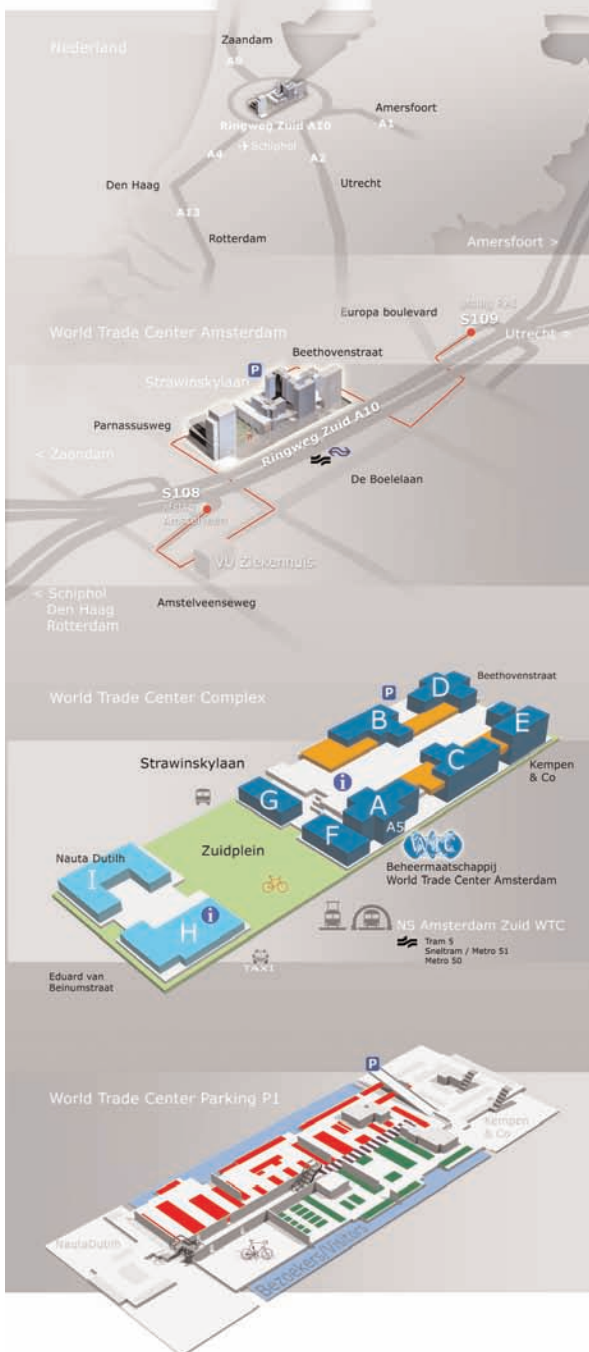 Nederland
Zaandam
Amersfoort
A1
Ringweg Zuid A10
Schiphol
A4
A2
Den Haag
Utrecht
A13
Rotterdam
Amersfoort >
Europa boulevard
S109
World Trade Center Amsterdam
Utrecht >
Beethovenstraat
P
Strawinskylaan
Parnassusweg
Ringweg Zuid A10
< Zaandam
De Boelelaan
S108
VU Ziekenhuis
< Schiphol
Den Haag
Rotterdam
Amstelveenseweg
World Trade Center Complex
P
D
Beethovenstraat
B
E
Strawinskylaan
C
Kempen
& Co
i
G
A
A5
F
WTC
Nauta Dutilh
Zuidplein
I
Beheermaatschappij
World Trade Center Amsterdam
H
i
NS Amsterdam Zuid WTC
Tram 5
Sneltram / Metro 51
Metro 50
TAXI
Eduard van
Beinumstraat
P
World Trade Center Parking P1
Kempen
& Co
NautaDutilh
Bezoekers/Visitors